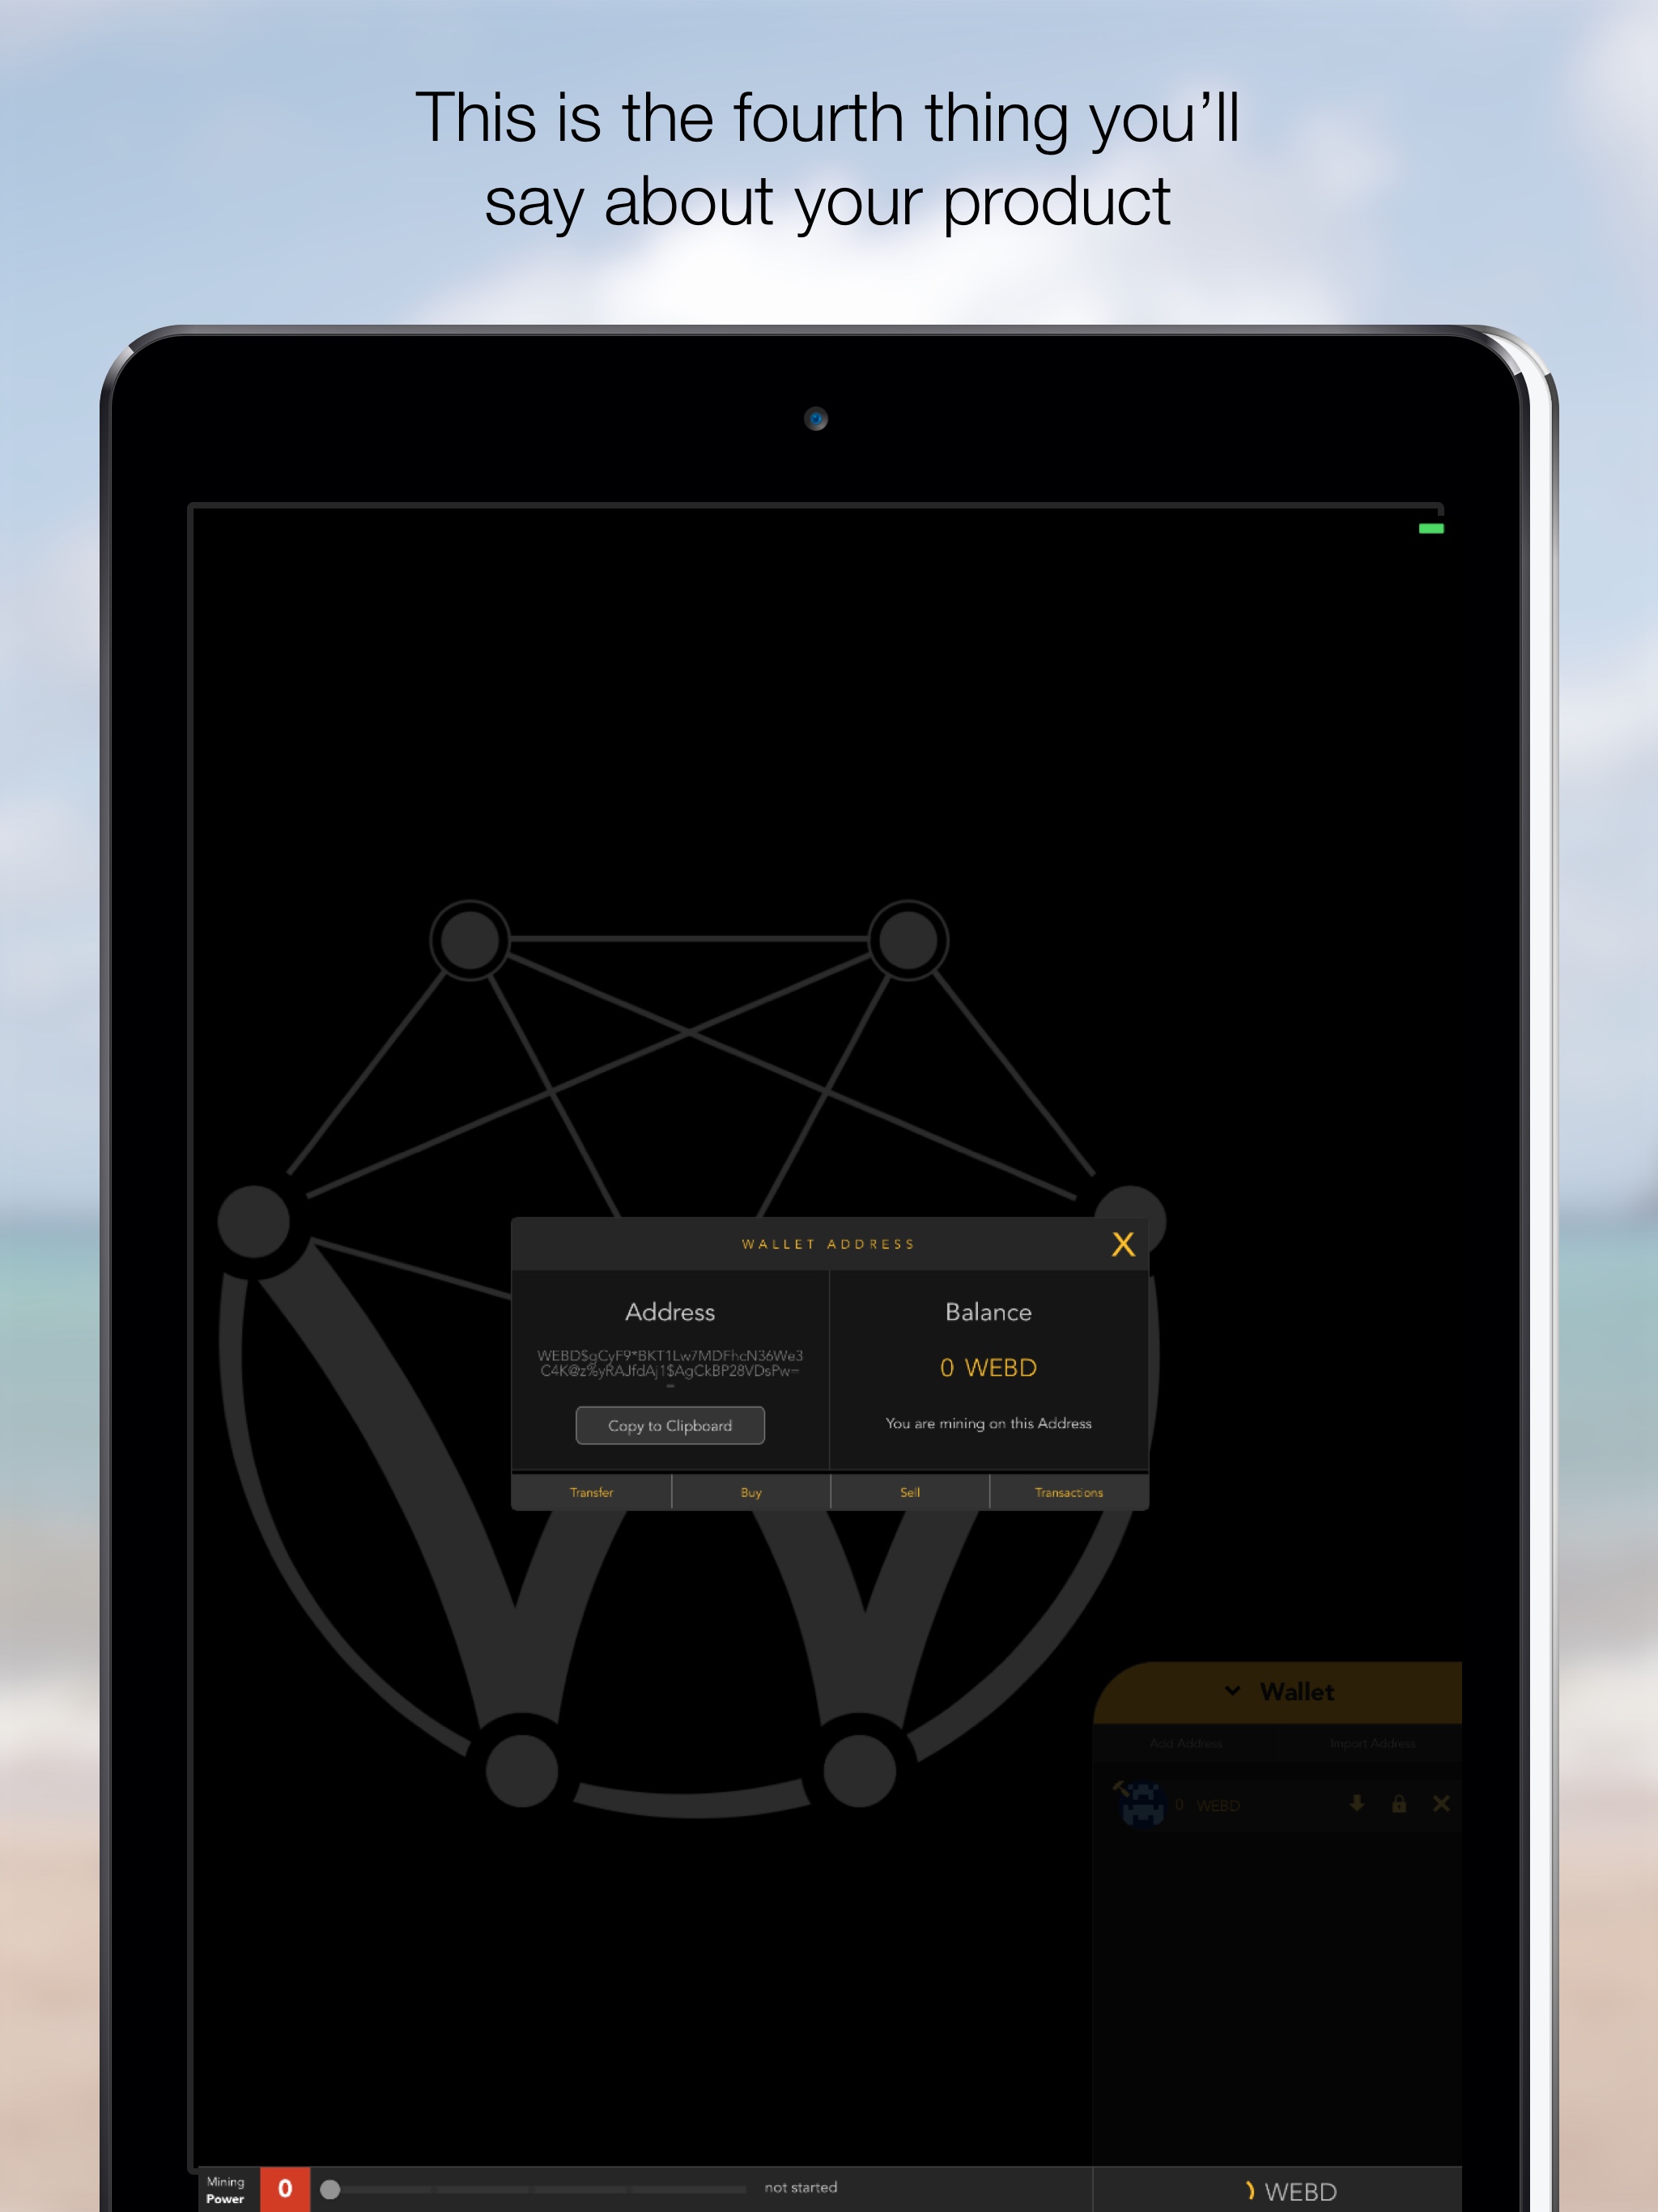 This is the fourth thing you’ll
say about your product
WALLET ADDRESS X
Address
WEBD$gCyF9*BKT1Lw7MDFhcN36We3
C4K@z%yRAJfdAj1$AgCkBP28VDsPw=
=
Copy to Clipboard
Balance
0 WEBD
You are mining on this Address
Transfer Buy Sell Transactions
Wallet
Add Address Import Address
0 WEBD
Mining
Power
0
not started
WEBD